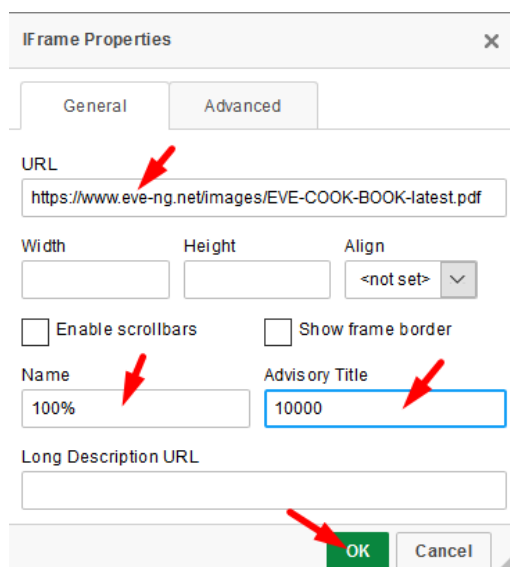 IFrame Properties ×
General Advanced
URL
https://www.eve-ng.net/images/EVE-COOK-BOOK-latest.pdf
Width Height Align
<not set>
Enable scrollbars Show frame border
Name Advisory Title
100% 10000
Long Description URL
OK Cancel